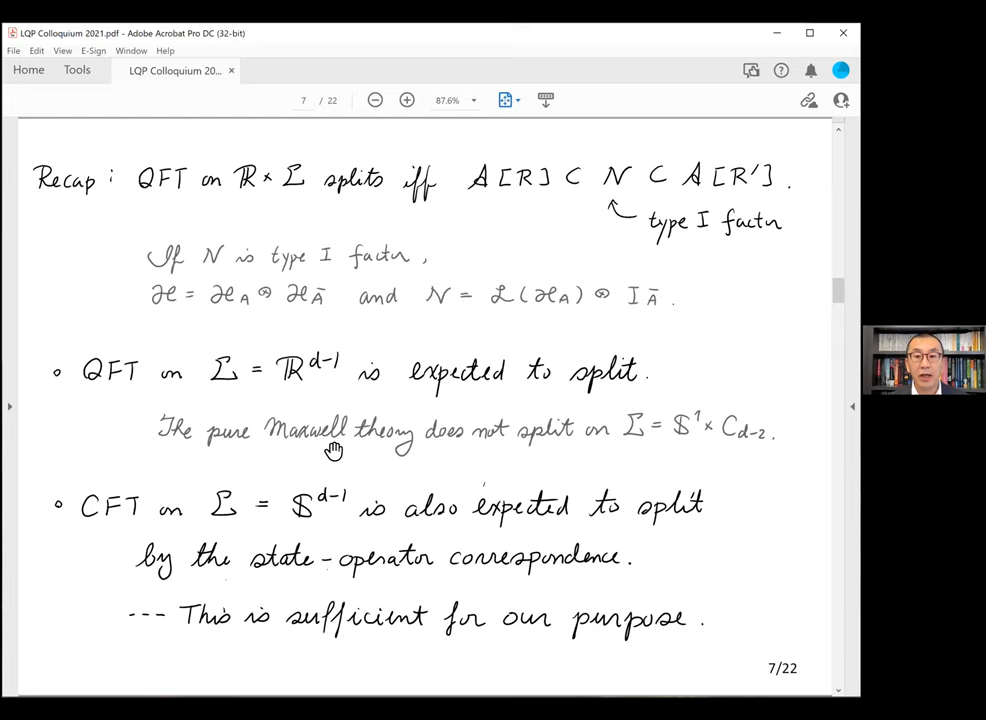 LQP Colloquium 2021.pdf - Adobe Acrobat Pro DC (32-bit)
File Edit View E-Sign Window Help
Home Tools LQP Colloquium 20... ×
7 / 22 87.6%
Recap : QFT on ℝ × Σ splits iff A[R] ⊂ N ⊂ A[R'] .
type I factor
If N is type I factor ,
ℋ = ℋ_A ⊗ ℋ_Ā and N = ℒ(ℋ_A) ⊗ I_Ā .
∘ QFT on Σ = ℝ^{d-1} is expected to split .
The pure Maxwell theory does not split on Σ = 𝕊^1 × C_{d-2} .
∘ CFT on Σ = 𝕊^{d-1} is also expected to split
by the state - operator correspondence .
--- This is sufficient for our purpose .
7/22